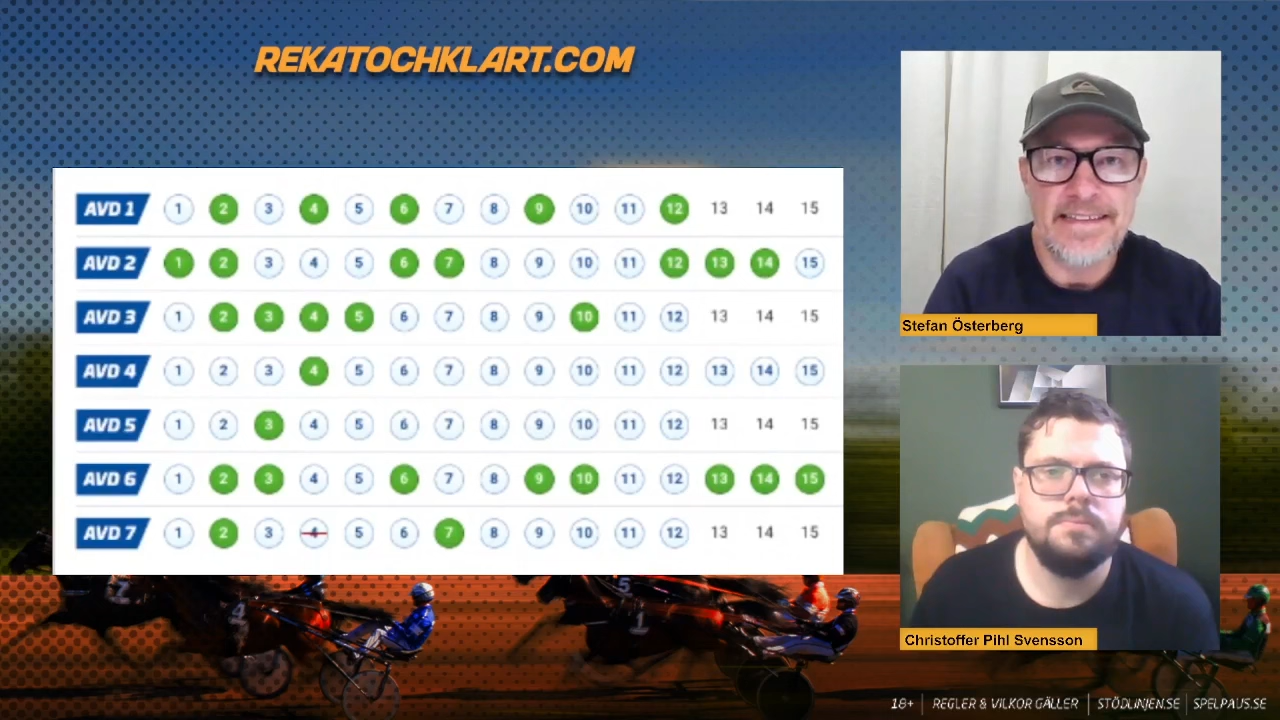 REKATOCHKLART.COM
AVD 1 1 2 3 4 5 6 7 8 9 10 11 12 13 14 15
AVD 2 1 2 3 4 5 6 7 8 9 10 11 12 13 14 15
AVD 3 1 2 3 4 5 6 7 8 9 10 11 12 13 14 15
AVD 4 1 2 3 4 5 6 7 8 9 10 11 12 13 14 15
AVD 5 1 2 3 4 5 6 7 8 9 10 11 12 13 14 15
AVD 6 1 2 3 4 5 6 7 8 9 10 11 12 13 14 15
AVD 7 1 2 3 4 5 6 7 8 9 10 11 12 13 14 15
Stefan Österberg
Christoffer Pihl Svensson
7
4
5
1
18+ | REGLER & VILKOR GÄLLER | STÖDLINJEN.SE | SPELPAUS.SE